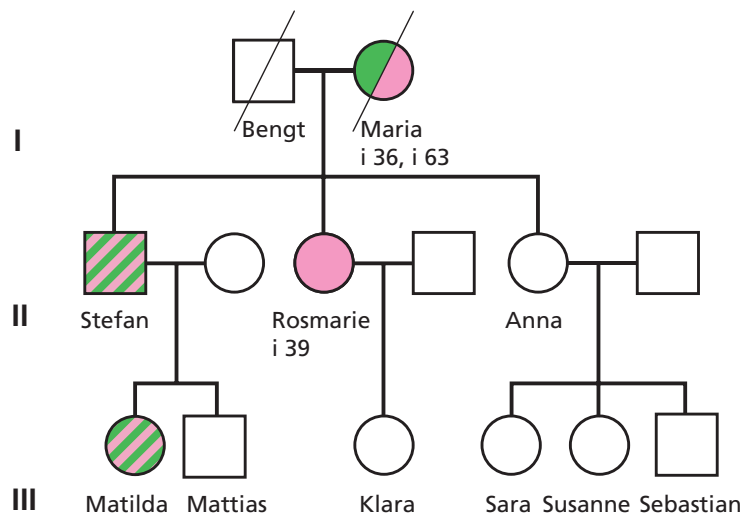 Bengt
Maria
i 36, i 63
I
Stefan
Rosmarie
i 39
Anna
II
Matilda Mattias Klara Sara Susanne Sebastian
III